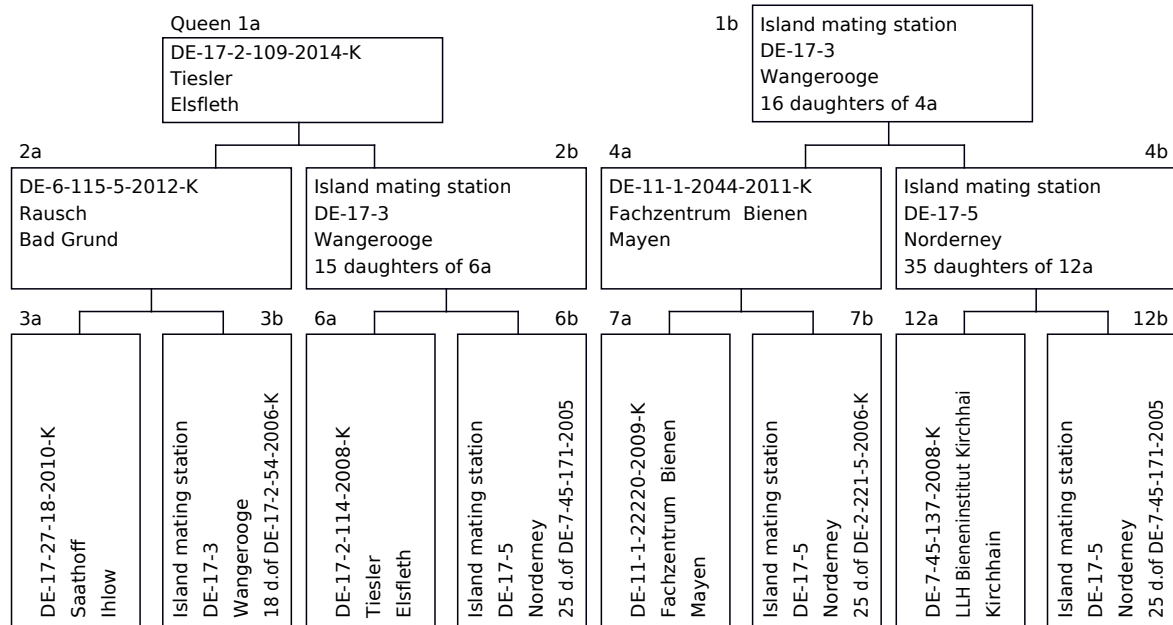 Queen 1a
DE-17-2-109-2014-K
Tiesler
Elsfleth
1b
Island mating station
DE-17-3
Wangerooge
16 daughters of 4a
2a
DE-6-115-5-2012-K
Rausch
Bad Grund
2b
Island mating station
DE-17-3
Wangerooge
15 daughters of 6a
4a
DE-11-1-2044-2011-K
Fachzentrum Bienen
Mayen
4b
Island mating station
DE-17-5
Norderney
35 daughters of 12a
3a
DE-17-27-18-2010-K
Saathoff
Ihlow
3b
Island mating station
DE-17-3
Wangerooge
18 d.of DE-17-2-54-2006-K
6a
DE-17-2-114-2008-K
Tiesler
Elsfleth
6b
Island mating station
DE-17-5
Norderney
25 d.of DE-7-45-171-2005
7a
DE-11-1-22220-2009-K
Fachzentrum Bienen
Mayen
7b
Island mating station
DE-17-5
Norderney
25 d.of DE-2-221-5-2006-K
12a
DE-7-45-137-2008-K
LLH Bieneninstitut Kirchhai
Kirchhain
12b
Island mating station
DE-17-5
Norderney
25 d.of DE-7-45-171-2005